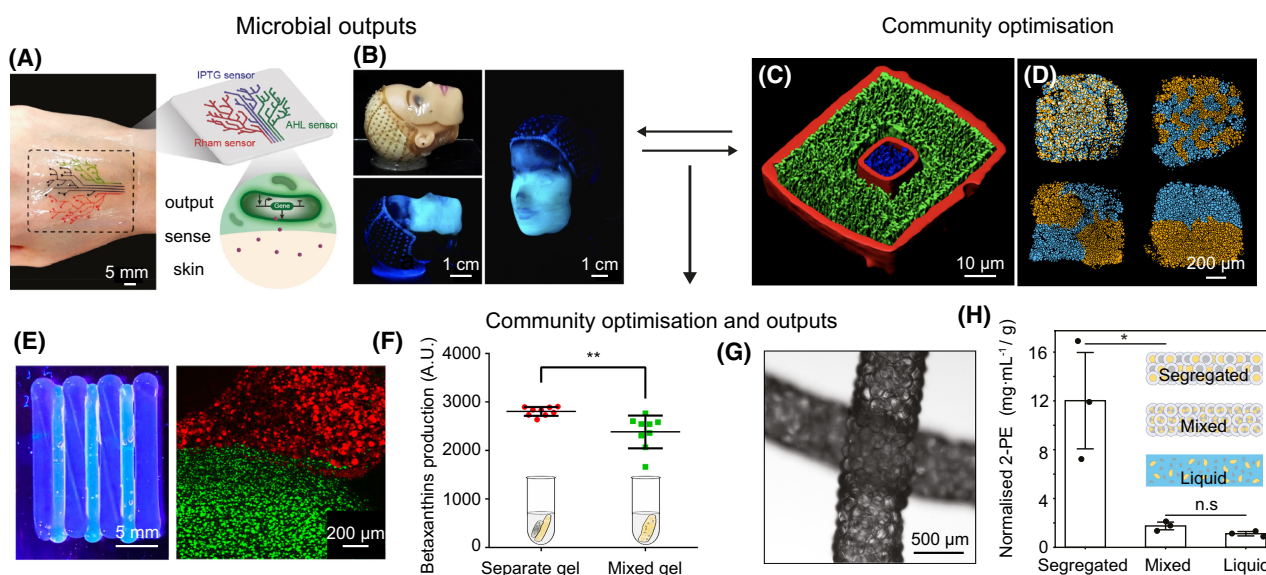 Microbial outputs
Community optimisation
(A)
IPTG sensor
AHL sensor
Rham sensor
Gene
output
sense
skin
5 mm
(B)
1 cm
1 cm
(C)
10 µm
(D)
200 µm
Community optimisation and outputs
(E)
5 mm
200 µm
(F)
Betaxanthins production (A.U.)
4000
3000
2000
1000
0
**
Separate gel
Mixed gel
(G)
500 µm
(H)
Normalised 2-PE (mg·mL⁻¹/ g)
16
12
8
4
0
*
Segregated
Mixed
Liquid
n.s
Segregated
Mixed
Liquid